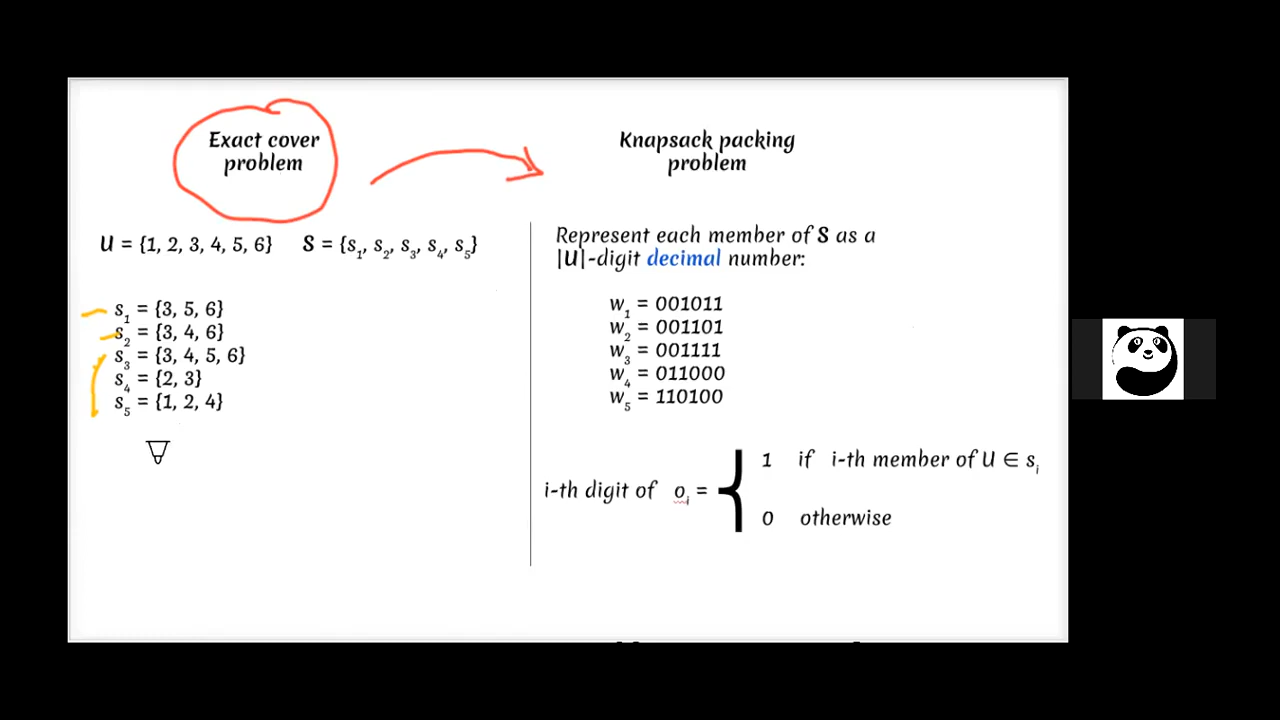 Exact cover
problem
Knapsack packing
problem
U = {1, 2, 3, 4, 5, 6} S = {s₁, s₂, s₃, s₄, s₅}
s₁ = {3, 5, 6}
s₂ = {3, 4, 6}
s₃ = {3, 4, 5, 6}
s₄ = {2, 3}
s₅ = {1, 2, 4}
Represent each member of S as a
|U|-digit decimal number:
w₁ = 001011
w₂ = 001101
w₃ = 001111
w₄ = 011000
w₅ = 110100
1 if i-th member of U ∈ sⱼ
i-th digit of oⱼ =
0 otherwise